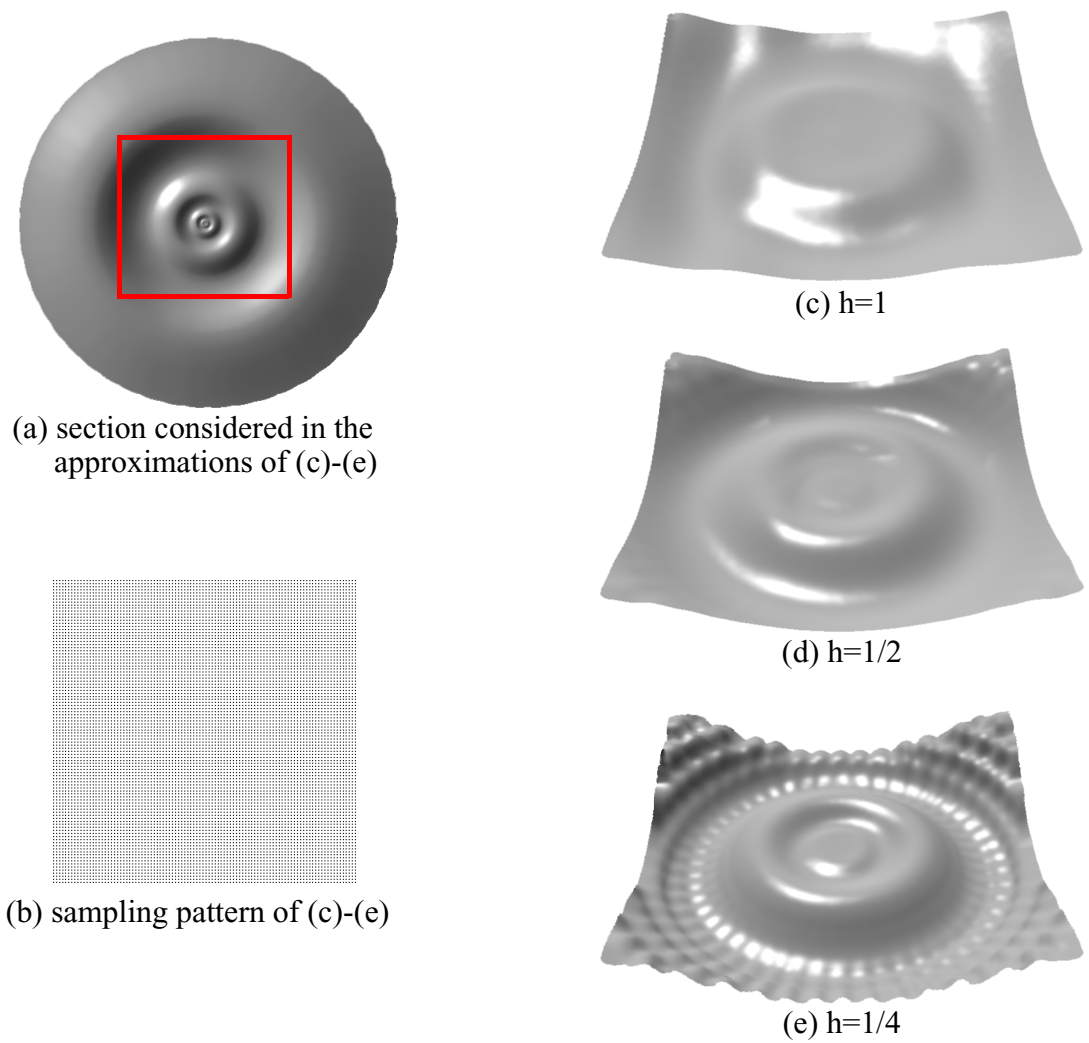 (a) section considered in the
approximations of (c)-(e)
(b) sampling pattern of (c)-(e)
(c) h=1
(d) h=1/2
(e) h=1/4